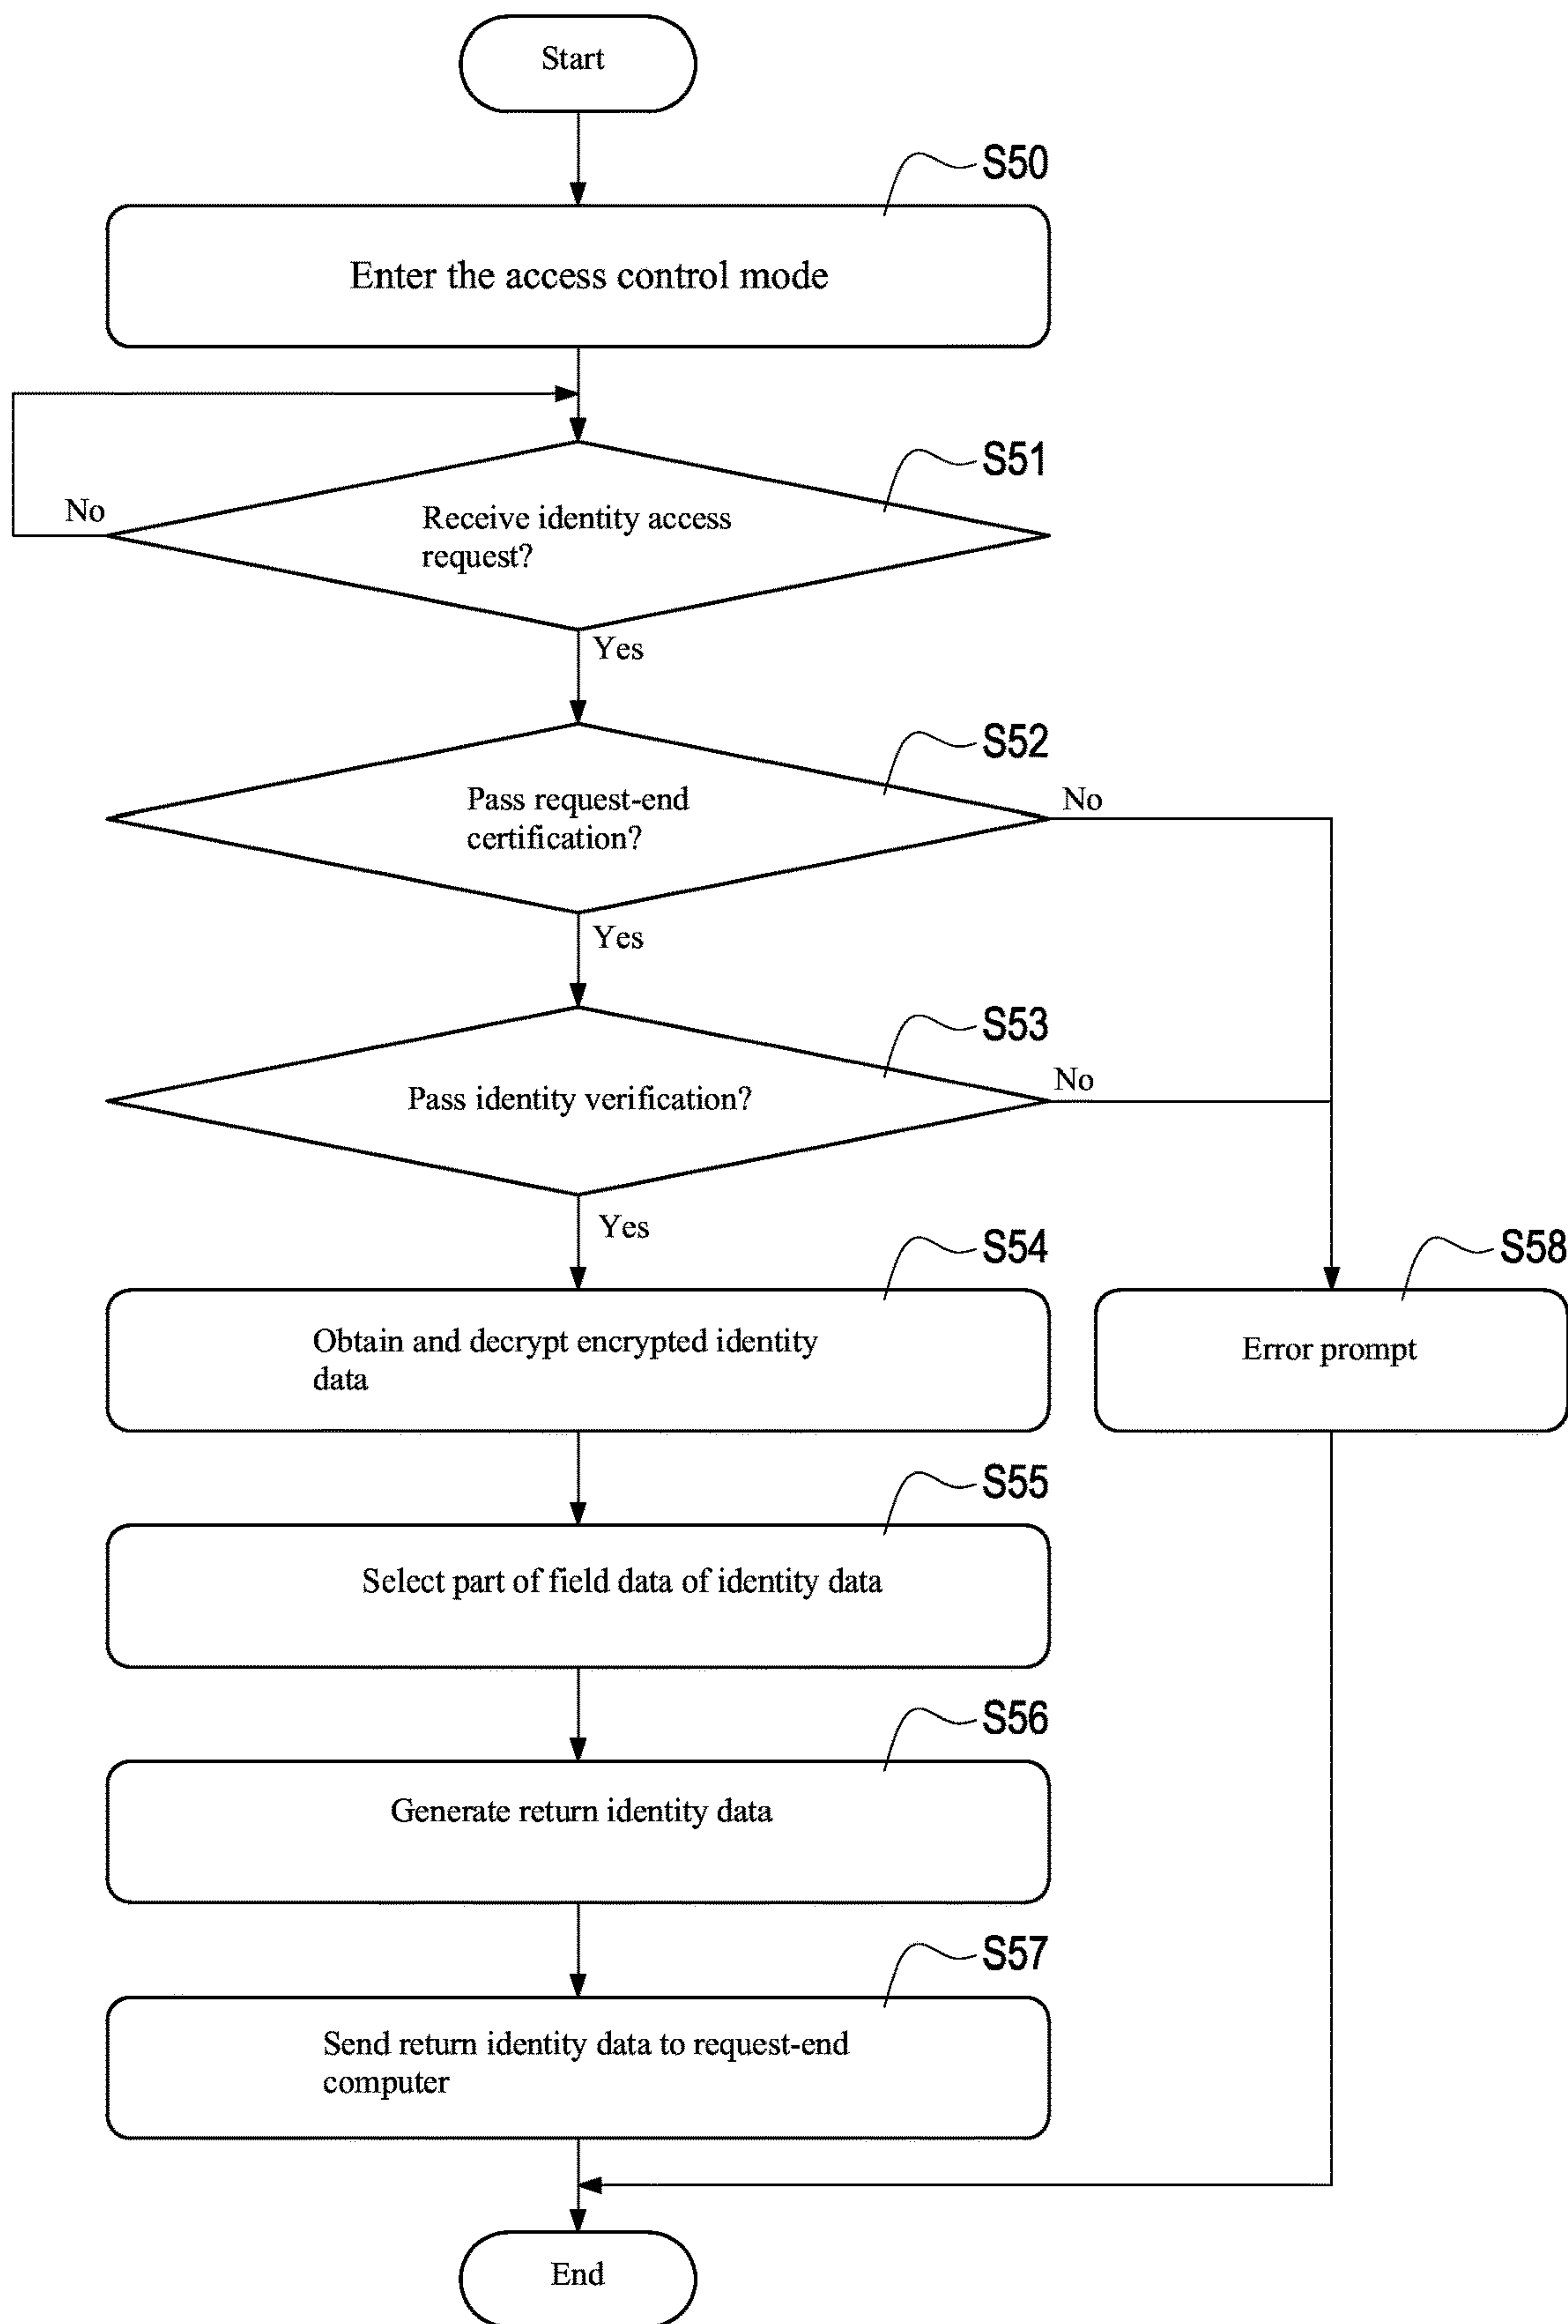 Start
S50
Enter the access control mode
S51
No
Receive identity access
request?
Yes
S52
Pass request-end
certification?
No
Yes
S53
Pass identity verification?
No
Yes
S54
S58
Obtain and decrypt encrypted identity
data
Error prompt
S55
Select part of field data of identity data
S56
Generate return identity data
S57
Send return identity data to request-end
computer
End